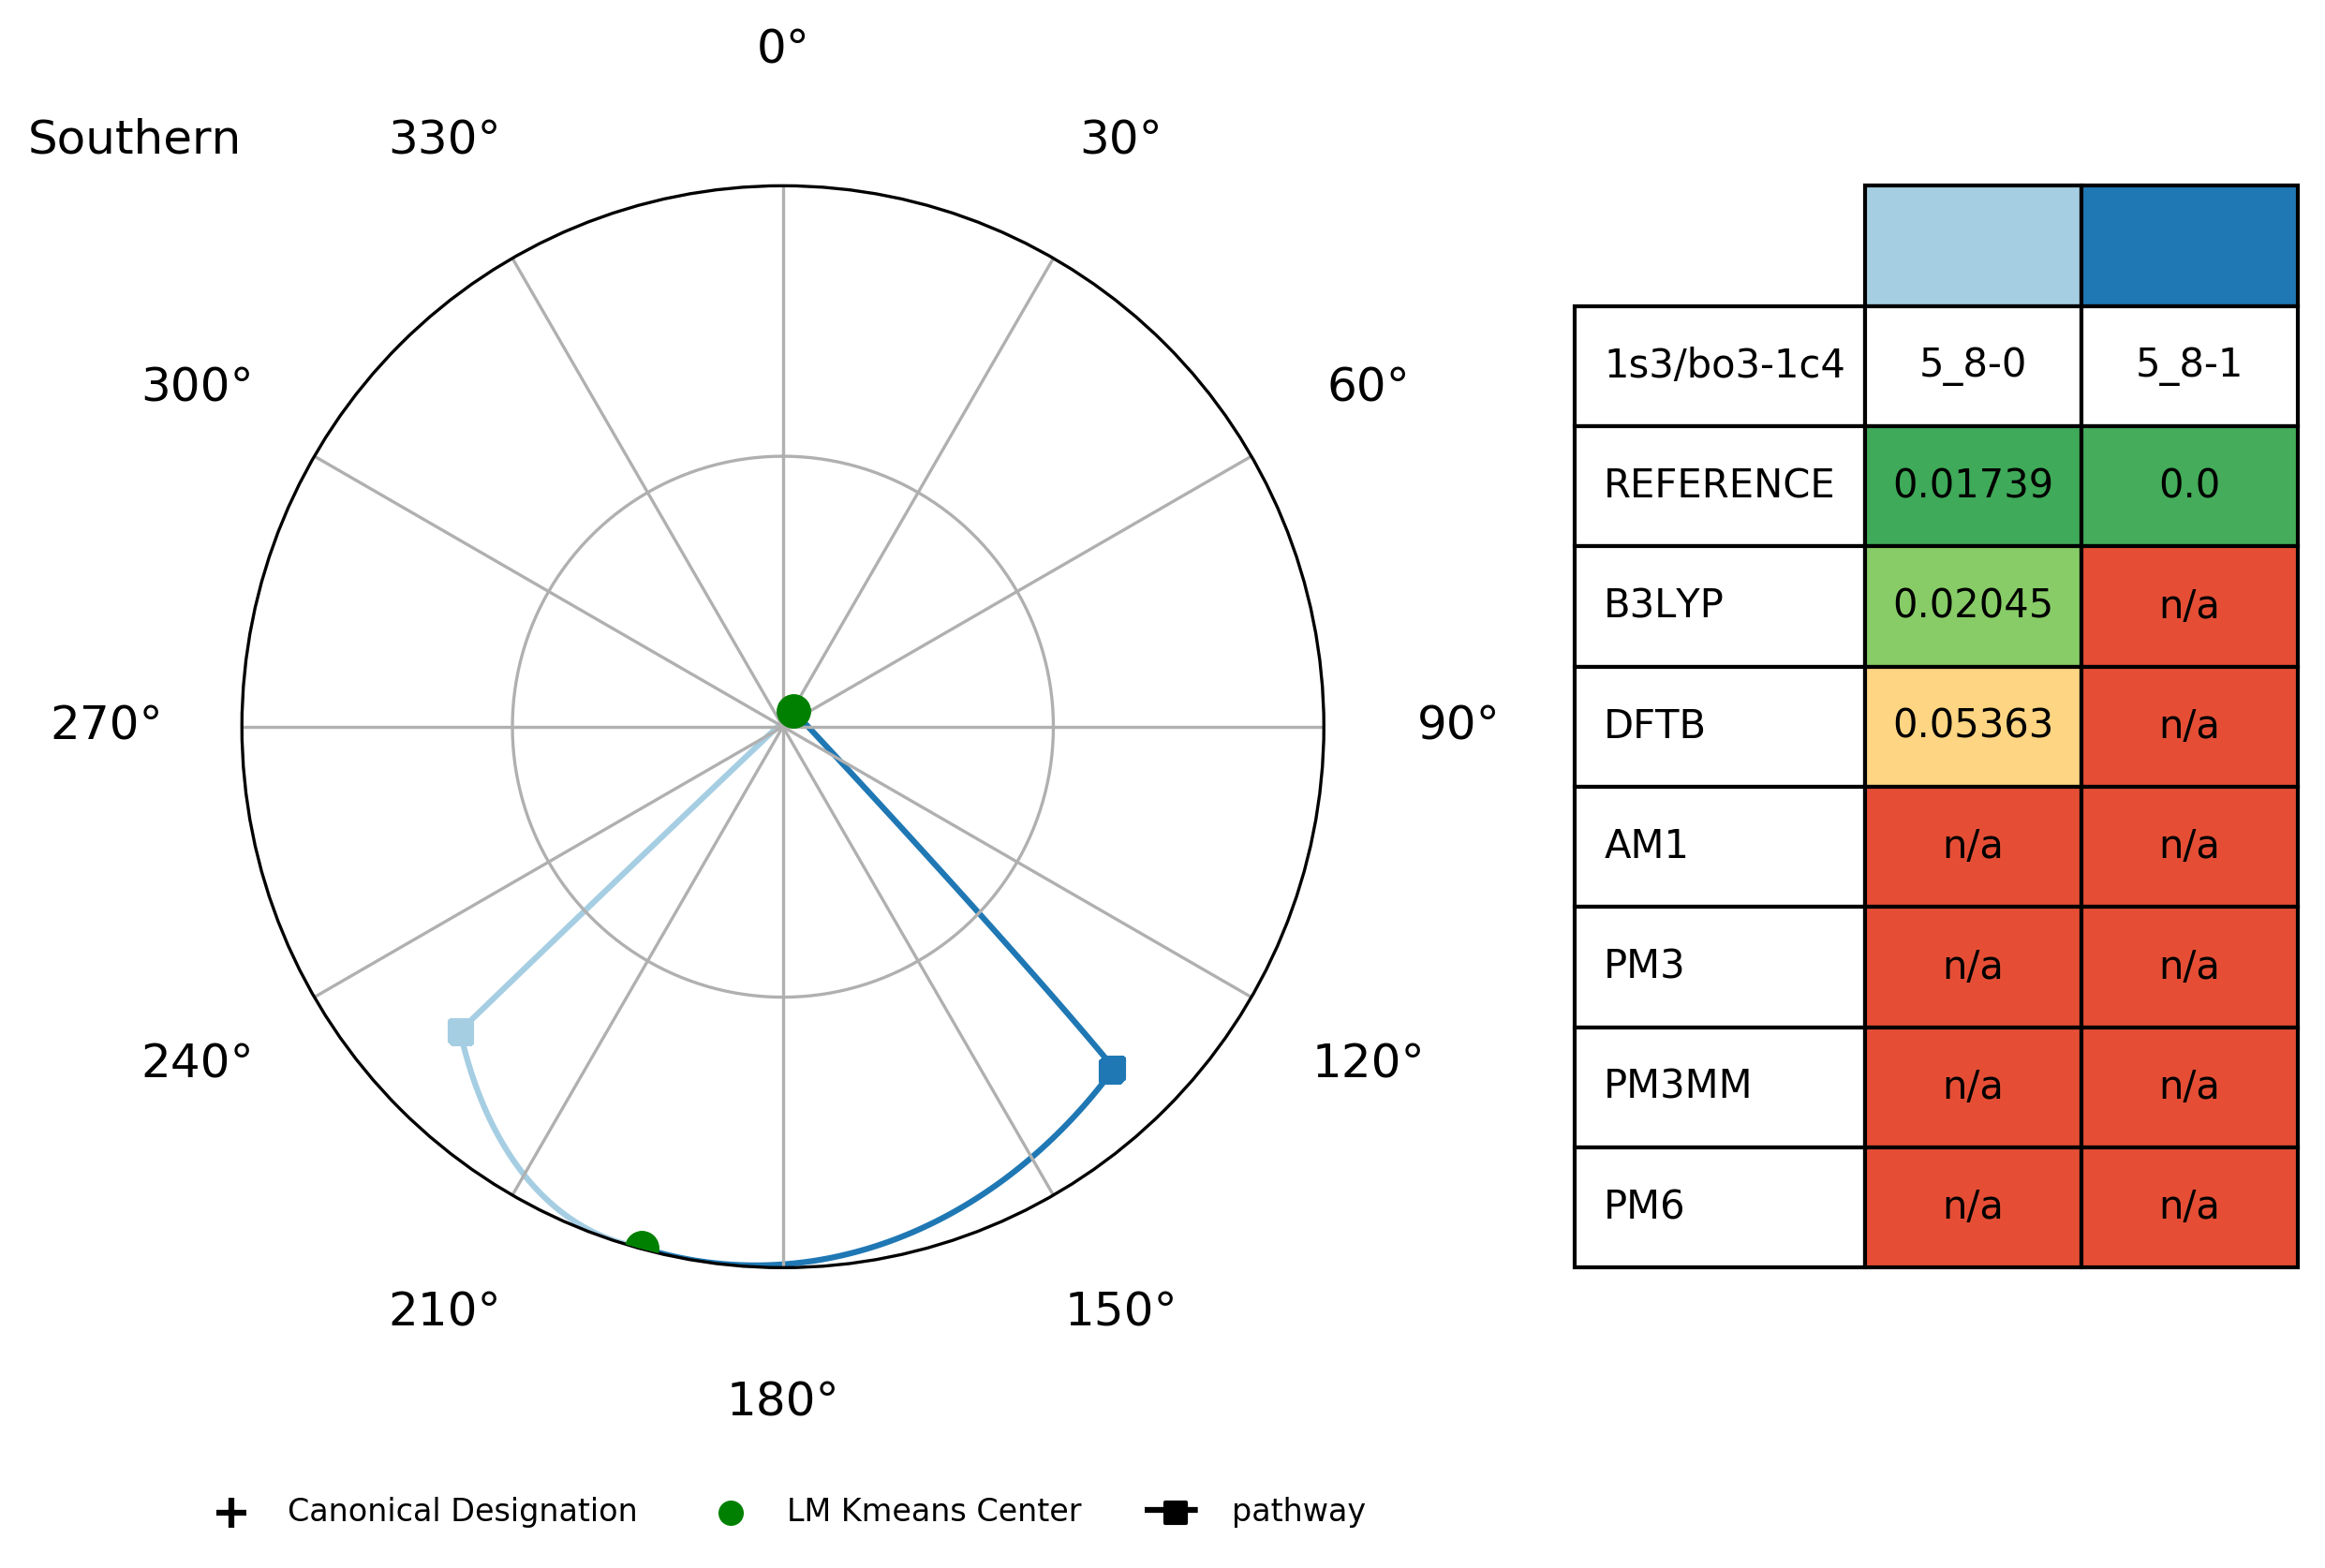 0°
Southern
330°
30°
300°
60°
270°
90°
240°
120°
210°
150°
180°
1s3/bo3-1c4 5_8-0 5_8-1
REFERENCE 0.01739 0.0
B3LYP 0.02045 n/a
DFTB 0.05363 n/a
AM1 n/a n/a
PM3 n/a n/a
PM3MM n/a n/a
PM6 n/a n/a
Canonical Designation LM Kmeans Center pathway